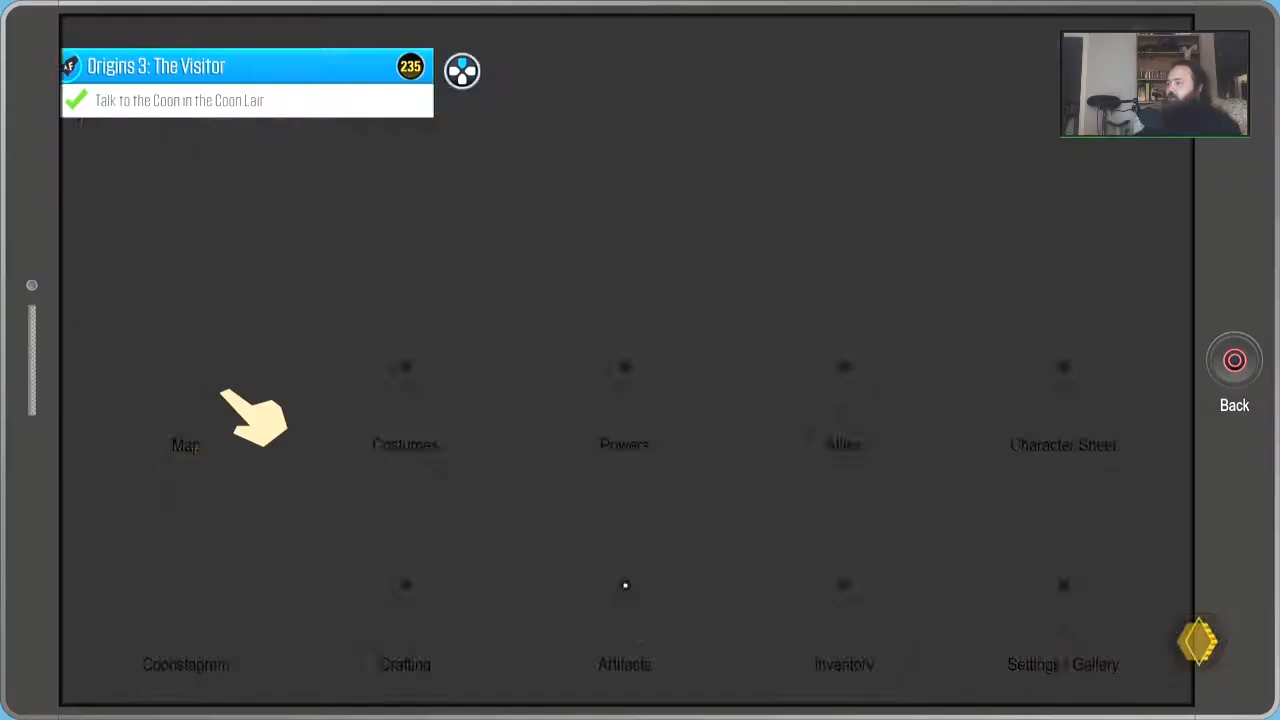 Origins 3: The Visitor
235
Talk to the Coon in the Coon Lair
Back
Map
Costumes
Powers
Allies
Character Sheet
Coonstagram
Crafting
Artifacts
Inventory
Settings / Gallery